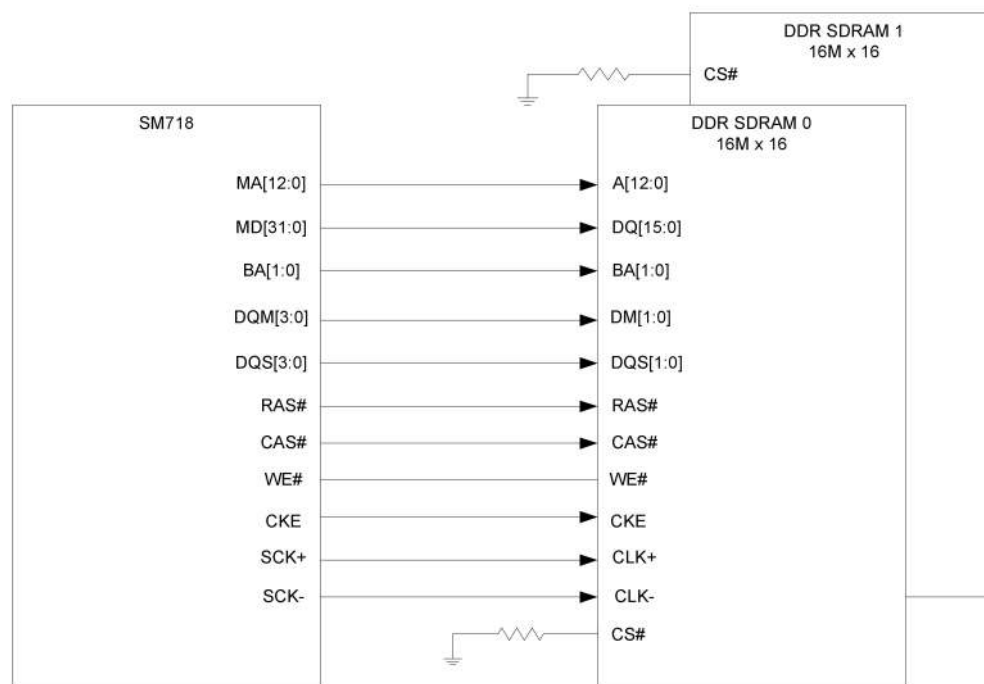 DDR SDRAM 1
16M x 16
CS#
SM718
DDR SDRAM 0
16M x 16
MA[12:0]
A[12:0]
MD[31:0]
DQ[15:0]
BA[1:0]
BA[1:0]
DQM[3:0]
DM[1:0]
DQS[3:0]
DQS[1:0]
RAS#
RAS#
CAS#
CAS#
WE#
WE#
CKE
CKE
SCK+
CLK+
SCK-
CLK-
CS#